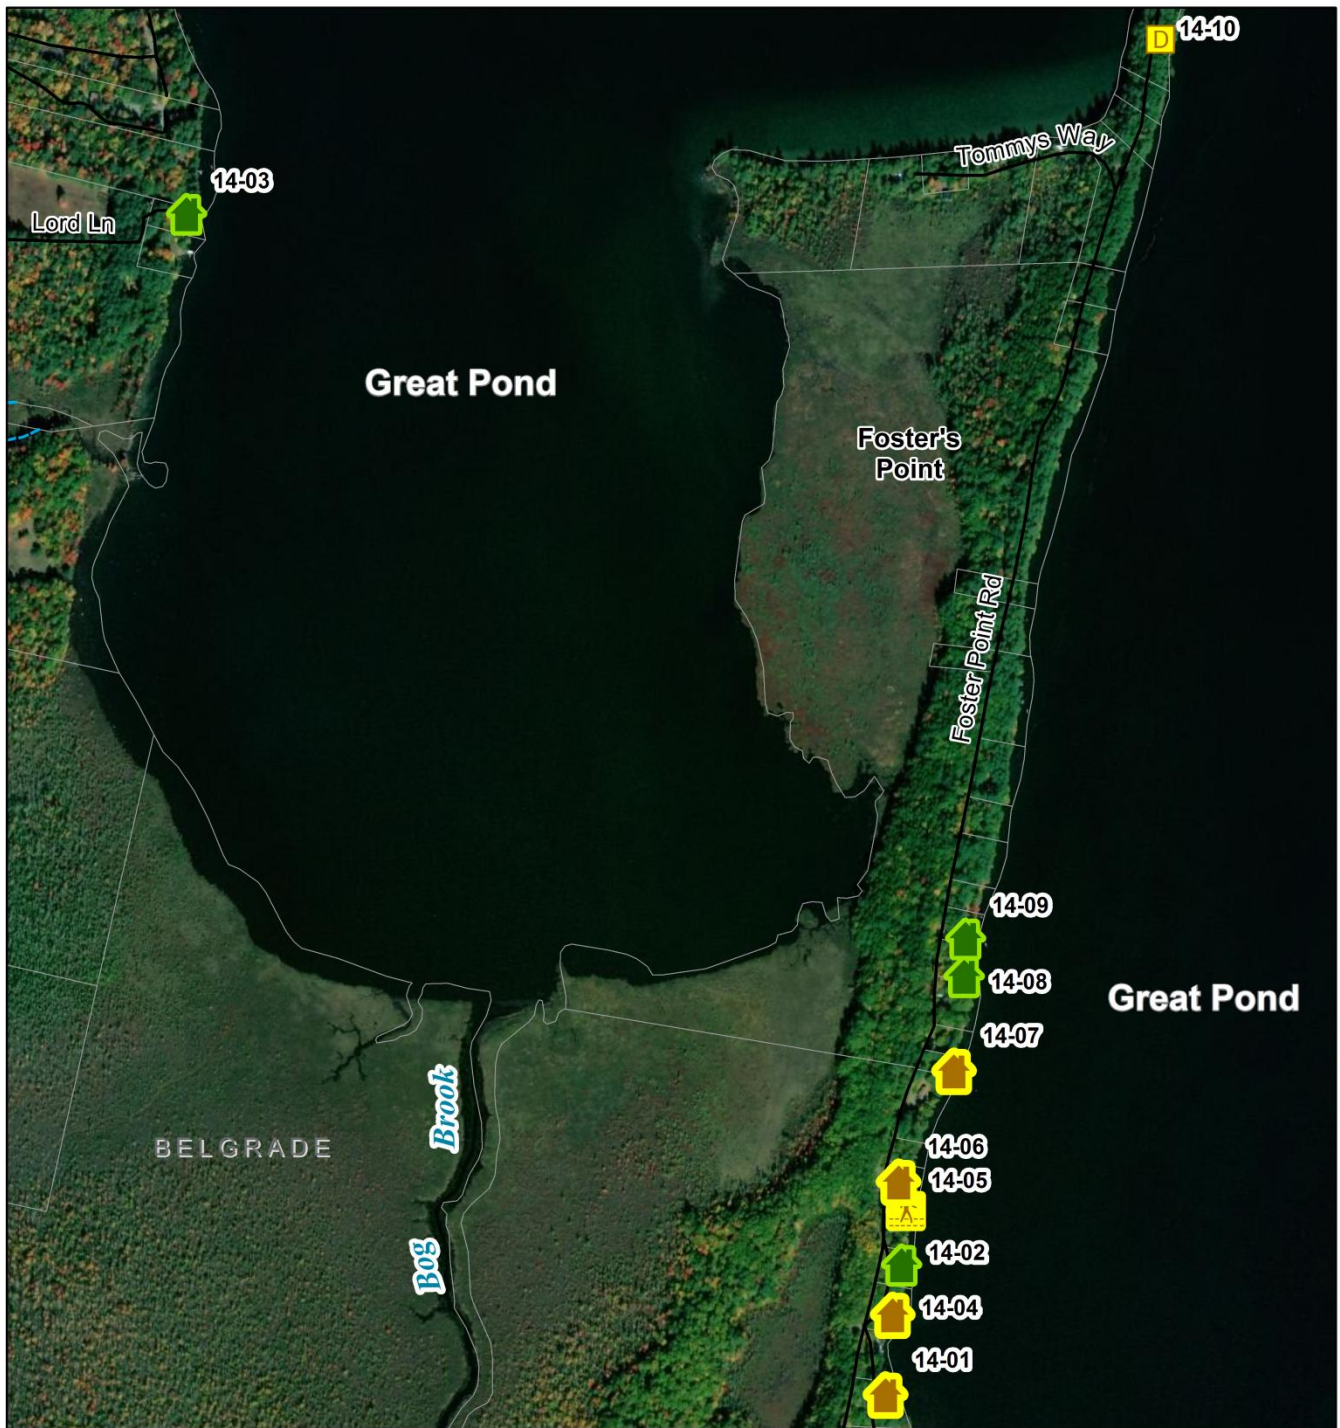 D
14-10
Tommys Way
14-03
Lord Ln
Great Pond
Foster's
Point
Foster Point Rd
14-09
14-08
Great Pond
14-07
Brook
BELGRADE
14-06
14-05
Bog
14-02
14-04
14-01